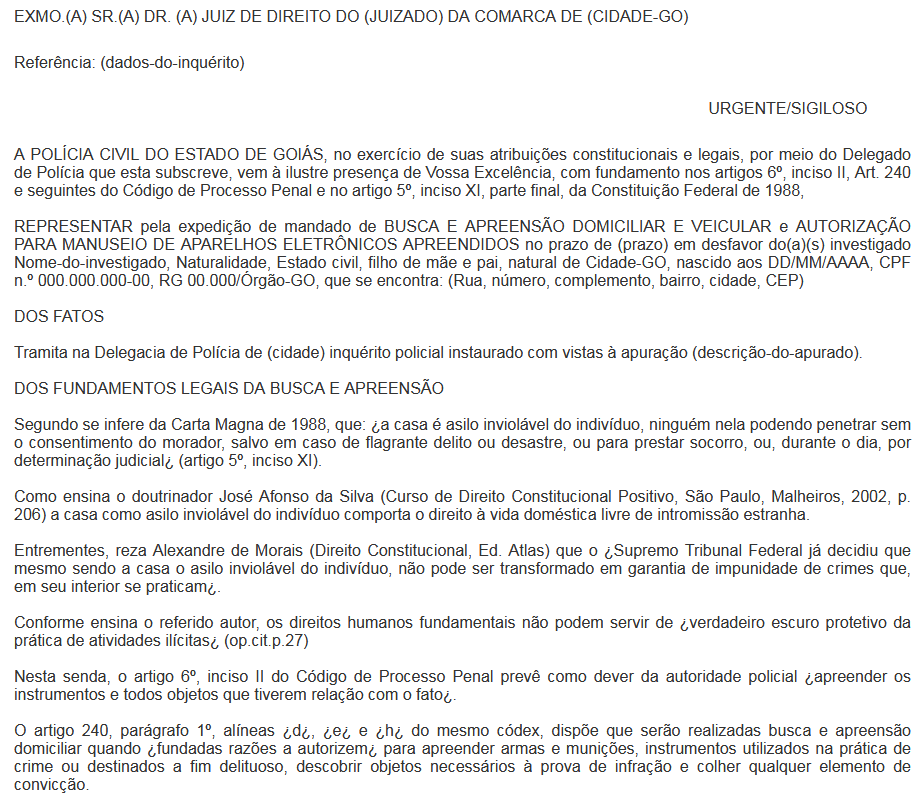 EXMO.(A) SR.(A) DR. (A) JUIZ DE DIREITO DO (JUIZADO) DA COMARCA DE (CIDADE-GO)
Referência: (dados-do-inquérito)
URGENTE/SIGILOSO
A POLÍCIA CIVIL DO ESTADO DE GOIÁS, no exercício de suas atribuições constitucionais e legais, por meio do Delegado
de Polícia que esta subscreve, vem à ilustre presença de Vossa Excelência, com fundamento nos artigos 6º, inciso II, Art. 240
e seguintes do Código de Processo Penal e no artigo 5º, inciso XI, parte final, da Constituição Federal de 1988,
REPRESENTAR pela expedição de mandado de BUSCA E APREENSÃO DOMICILIAR E VEICULAR e AUTORIZAÇÃO
PARA MANUSEIO DE APARELHOS ELETRÔNICOS APREENDIDOS no prazo de (prazo) em desfavor do(a)(s) investigado
Nome-do-investigado, Naturalidade, Estado civil, filho de mãe e pai, natural de Cidade-GO, nascido aos DD/MM/AAAA, CPF
n.º 000.000.000-00, RG 00.000/Órgão-GO, que se encontra: (Rua, número, complemento, bairro, cidade, CEP)
DOS FATOS
Tramita na Delegacia de Polícia de (cidade) inquérito policial instaurado com vistas à apuração (descrição-do-apurado).
DOS FUNDAMENTOS LEGAIS DA BUSCA E APREENSÃO
Segundo se infere da Carta Magna de 1988, que: ¿a casa é asilo inviolável do indivíduo, ninguém nela podendo penetrar sem
o consentimento do morador, salvo em caso de flagrante delito ou desastre, ou para prestar socorro, ou, durante o dia, por
determinação judicial¿ (artigo 5º, inciso XI).
Como ensina o doutrinador José Afonso da Silva (Curso de Direito Constitucional Positivo, São Paulo, Malheiros, 2002, p.
206) a casa como asilo inviolável do indivíduo comporta o direito à vida doméstica livre de intromissão estranha.
Entrementes, reza Alexandre de Morais (Direito Constitucional, Ed. Atlas) que o ¿Supremo Tribunal Federal já decidiu que
mesmo sendo a casa o asilo inviolável do indivíduo, não pode ser transformado em garantia de impunidade de crimes que,
em seu interior se praticam¿.
Conforme ensina o referido autor, os direitos humanos fundamentais não podem servir de ¿verdadeiro escuro protetivo da
prática de atividades ilícitas¿ (op.cit.p.27)
Nesta senda, o artigo 6º, inciso II do Código de Processo Penal prevê como dever da autoridade policial ¿apreender os
instrumentos e todos objetos que tiverem relação com o fato¿.
O artigo 240, parágrafo 1º, alíneas ¿d¿, ¿e¿ e ¿h¿ do mesmo códex, dispõe que serão realizadas busca e apreensão
domiciliar quando ¿fundadas razões a autorizem¿ para apreender armas e munições, instrumentos utilizados na prática de
crime ou destinados a fim delituoso, descobrir objetos necessários à prova de infração e colher qualquer elemento de
convicção.